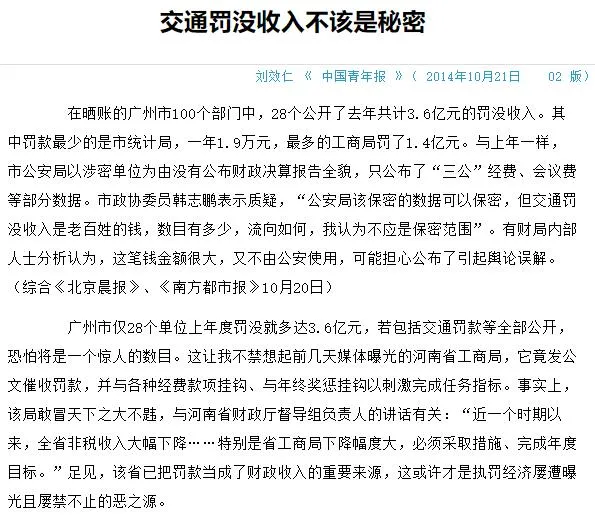 交通罚没收入不该是秘密
刘效仁 《 中国青年报 》（ 2014年10月21日 02 版）
在晒账的广州市100个部门中，28个公开了去年共计3.6亿元的罚没收入。其
中罚款最少的是市统计局，一年1.9万元，最多的工商局罚了1.4亿元。与上年一样，
市公安局以涉密单位为由没有公布财政决算报告全貌，只公布了“三公”经费、会议费
等部分数据。市政协委员韩志鹏表示质疑，“公安局该保密的数据可以保密，但交通罚
没收入是老百姓的钱，数目有多少，流向如何，我认为不应是保密范围”。有财局内部
人士分析认为，这笔钱金额很大，又不由公安使用，可能担心公布了引起舆论误解。
（综合《北京晨报》、《南方都市报》10月20日）
广州市仅28个单位上年度罚没就多达3.6亿元，若包括交通罚款等全部公开，
恐怕将是一个惊人的数目。这让我不禁想起前几天媒体曝光的河南省工商局，它竟发公
文催收罚款，并与各种经费款项挂钩、与年终奖惩挂钩以刺激完成任务指标。事实上，
该局敢冒天下之大不韪，与河南省财政厅督导组负责人的讲话有关：“近一个时期以
来，全省非税收入大幅下降……特别是省工商局下降幅度大，必须采取措施、完成年度
目标。”足见，该省已把罚款当成了财政收入的重要来源，这或许才是执罚经济屡遭曝
光且屡禁不止的恶之源。